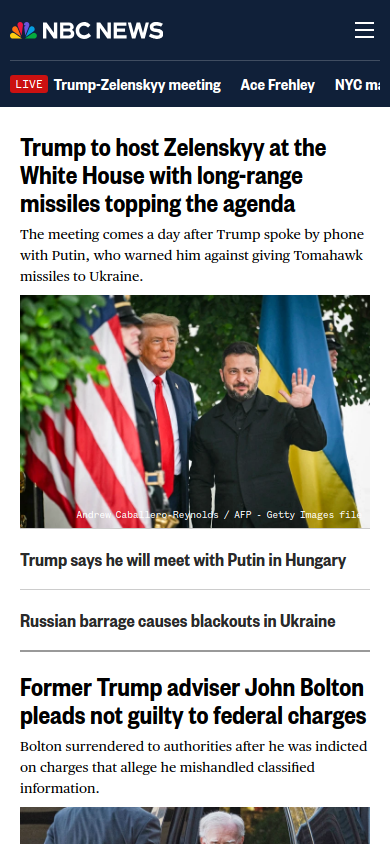 NBC NEWS
LIVE Trump-Zelenskyy meeting Ace Frehley NYC
Trump to host Zelenskyy at the
White House with long-range
missiles topping the agenda
The meeting comes a day after Trump spoke by phone
with Putin, who warned him against giving Tomahawk
missiles to Ukraine.
Andrew Caballero-Reynolds / AFP - Getty Images file
Trump says he will meet with Putin in Hungary
Russian barrage causes blackouts in Ukraine
Former Trump adviser John Bolton
pleads not guilty to federal charges
Bolton surrendered to authorities after he was indicted
on charges that allege he mishandled classified
information.